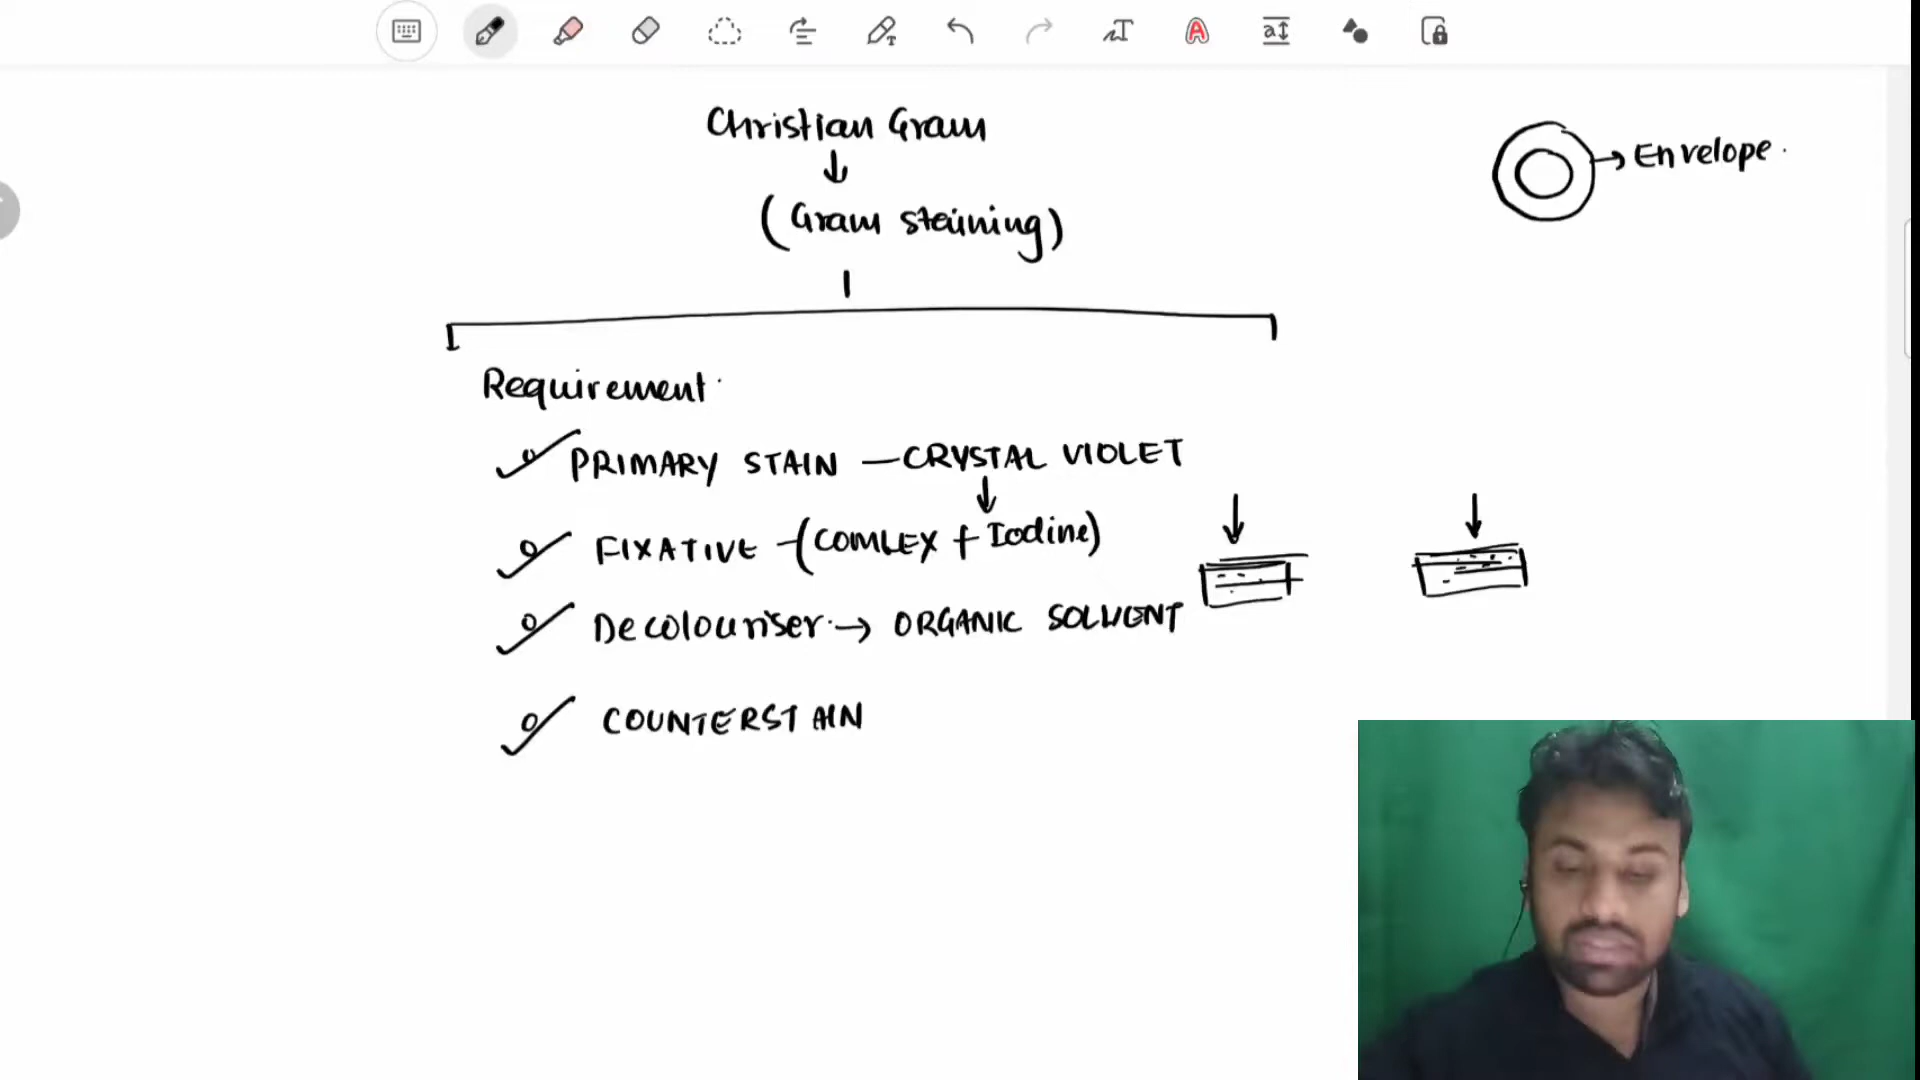 Christian Gram
↓
→ Envelope.
(Gram staining)
Requirement.
PRIMARY STAIN — CRYSTAL VIOLET
↓
FIXATIVE - (COMLEX + Iodine)
Decolouriser. → ORGANIC SOLVENT
COUNTERSTAIN